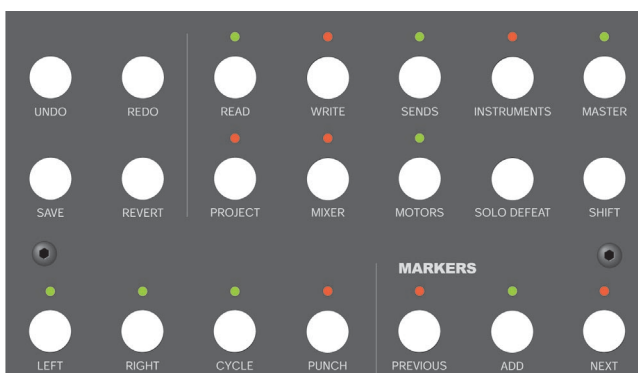 UNDO REDO READ WRITE SENDS INSTRUMENTS MASTER
SAVE REVERT PROJECT MIXER MOTORS SOLO DEFEAT SHIFT
MARKERS
LEFT RIGHT CYCLE PUNCH PREVIOUS ADD NEXT